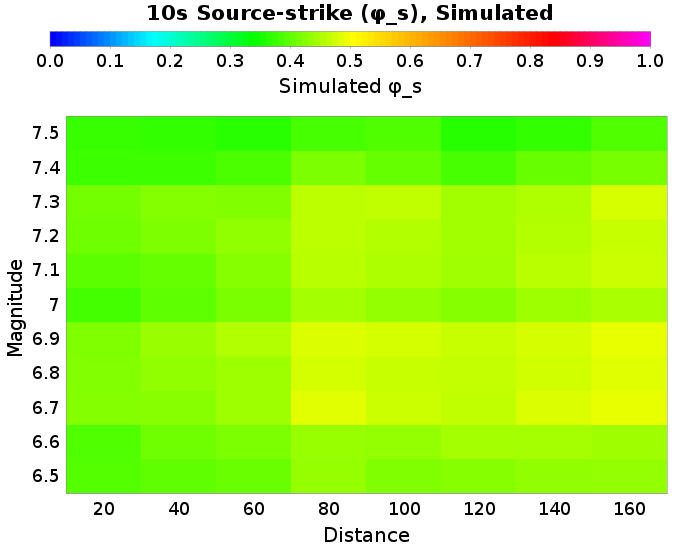 10s Source-strike (φ_s), Simulated
0.0 0.1 0.2 0.3 0.4 0.5 0.6 0.7 0.8 0.9 1.0
Simulated φ_s
Magnitude
7.5
7.4
7.3
7.2
7.1
7
6.9
6.8
6.7
6.6
6.5
20 40 60 80 100 120 140 160
Distance